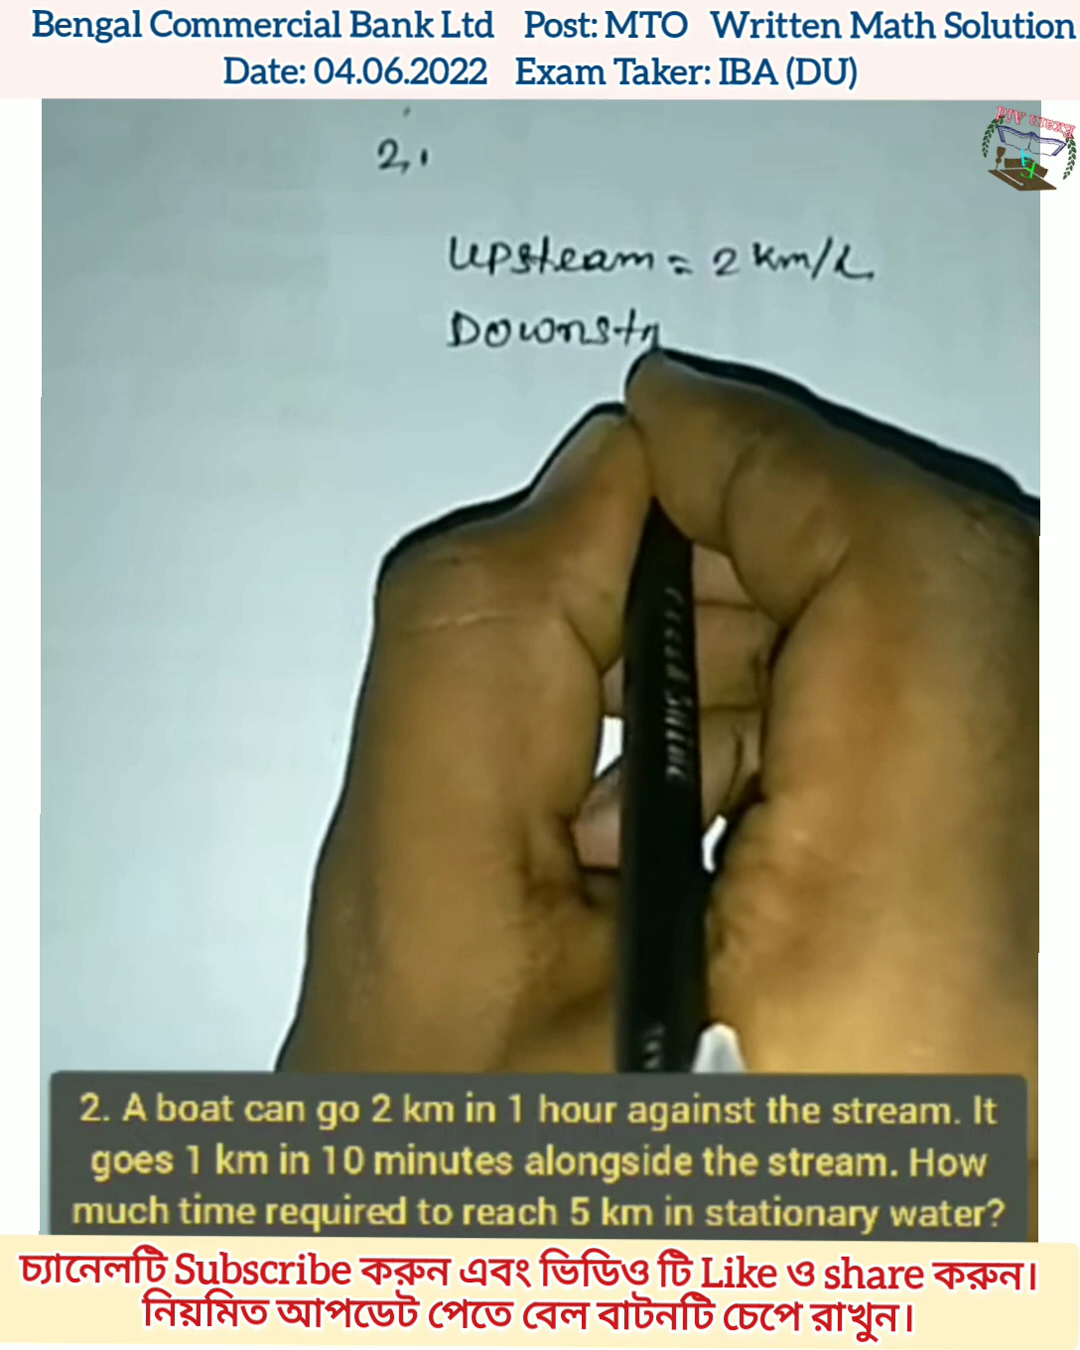 Bengal Commercial Bank Ltd Post: MTO Written Math Solution
Date: 04.06.2022 Exam Taker: IBA (DU)
Exam Aid
2.
Upsteam = 2 km/h
Downstr
2. A boat can go 2 km in 1 hour against the stream. It
goes 1 km in 10 minutes alongside the stream. How
much time required to reach 5 km in stationary water?
চ্যানেলটি Subscribe করুন এবং ভিডিও টি Like ও share করুন।
নিয়মিত আপডেট পেতে বেল বাটনটি চেপে রাখুন।